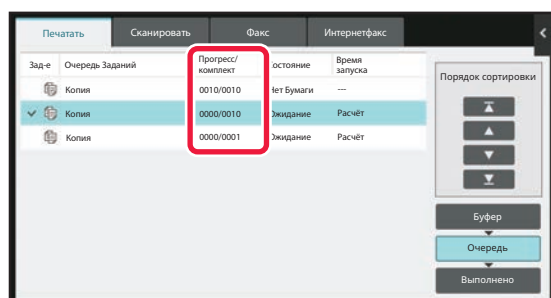 Печатать Сканировать Факс Интернетфакс
Зад-е Очередь Заданий Прогресс/ комплект остояние Время запуска
Копия 0010/0010 Нет Бумаги ---
Копия 0000/0010 Ожидание Расчёт
Копия 0000/0001 Ожидание Расчёт
Порядок сортировки
Буфер
Очередь
Выполнено